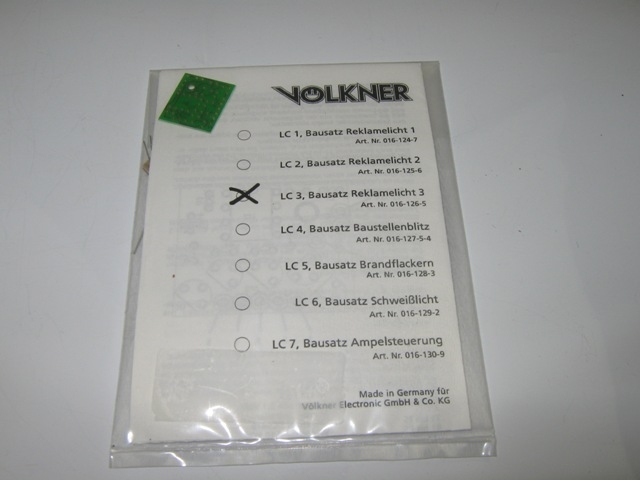 VÖLKNER
LC 1, Bausatz Reklamelicht 1
Art. Nr. 016-124-7
LC 2, Bausatz Reklamelicht 2
Art. Nr. 016-125-6
LC 3, Bausatz Reklamelicht 3
Art. Nr. 016-126-5
LC 4, Bausatz Baustellenblitz
Art. Nr. 016-127-5-4
LC 5, Bausatz Brandflackern
Art. Nr. 016-128-3
LC 6, Bausatz Schweißlicht
Art. Nr. 016-129-2
LC 7, Bausatz Ampelsteuerung
Art. Nr. 016-130-9
Made in Germany für
Völkner Electronic GmbH & Co. KG